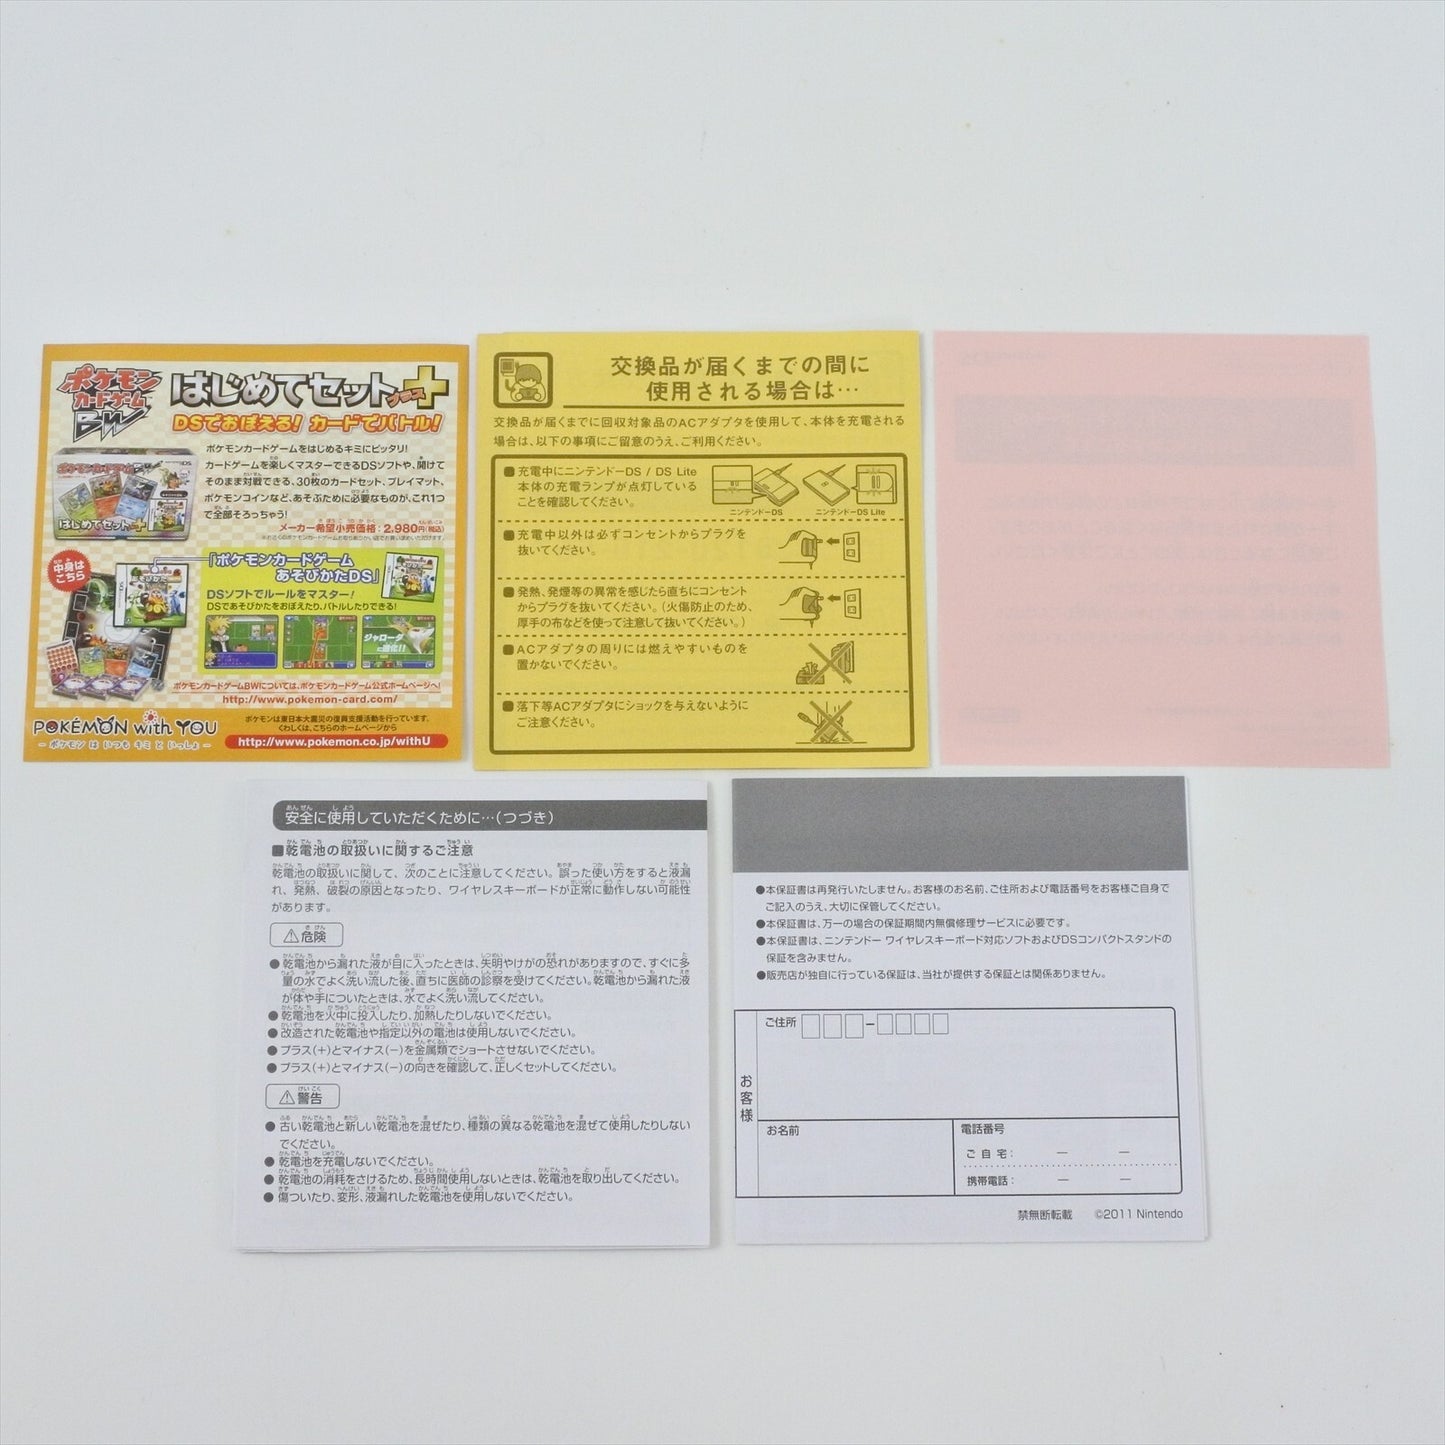 ポケモン
カードゲーム
BW
はじめてセット
プラス
+
DSでおぼえる! カードでバトル!
ポケモンカードゲームをはじめるキミにピッタリ!
カードゲームを楽しくマスターできるDSソフトや、開けて
そのまま対戦できる、30枚のカードセット、プレイマット、
ポケモンコインなど、あそぶために必要なものが、これ1つ
で全部そろっちゃう!
メーカー希望小売価格:2,980円(税込)
はじめてセット+
中身は
こちら
「ポケモンカードゲーム
あそびかたDS」
DSソフトでルールをマスター!
DSであそびかたをおぼえたり、バトルしたりできる!
ジャローダ
に進化!!
ポケモンカードゲームBWについては、ポケモンカードゲーム公式ホームページへ!
http://www.pokemon-card.com/
POKÉMON with YOU
－ポケモン は いつも キミ と いっしょ－
ポケモンは東日本大震災の復興支援活動を行っています。
くわしくは、こちらのホームページから
http://www.pokemon.co.jp/withU
交換品が届くまでの間に
使用される場合は…
交換品が届くまでに回収対象品のACアダプタを使用して、本体を充電される
場合は、以下の事項にご留意のうえ、ご利用ください。
■充電中にニンテンドーDS / DS Lite
本体の充電ランプが点灯している
ことを確認してください。
ニンテンドーDS
ニンテンドーDS Lite
■充電中以外は必ずコンセントからプラグを
抜いてください。
■発熱、発煙等の異常を感じたら直ちにコンセント
からプラグを抜いてください。(火傷防止のため、
厚手の布などを使って注意して抜いてください。)
■ACアダプタの周りには燃えやすいものを
置かないでください。
■落下等ACアダプタにショックを与えないように
ご注意ください。
安全に使用していただくために…(つづき)
■乾電池の取扱いに関するご注意
乾電池の取扱いに関して、次のことに注意してください。誤った使い方をすると液漏
れ、発熱、破裂の原因となったり、ワイヤレスキーボードが正常に動作しない可能性
があります。
⚠危険
●乾電池から漏れた液が目に入ったときは、失明やけがの恐れがありますので、すぐに多
量の水でよく洗い流した後、直ちに医師の診察を受けてください。乾電池から漏れた液
が体や手についたときは、水でよく洗い流してください。
●乾電池を火中に投入したり、加熱したりしないでください。
●改造された乾電池や指定以外の電池は使用しないでください。
●プラス(+)とマイナス(−)を金属類でショートさせないでください。
●プラス(+)とマイナス(−)の向きを確認して、正しくセットしてください。
⚠警告
●古い乾電池と新しい乾電池を混ぜたり、種類の異なる乾電池を混ぜて使用したりしない
でください。
●乾電池を充電しないでください。
●乾電池の消耗をさけるため、長時間使用しないときは、乾電池を取り出してください。
●傷ついたり、変形、液漏れした乾電池を使用しないでください。
●本保証書は再発行いたしません。お客様のお名前、ご住所および電話番号をお客様ご自身で
ご記入のうえ、大切に保管してください。
●本保証書は、万一の場合の保証期間内無償修理サービスに必要です。
●本保証書は、ニンテンドー ワイヤレスキーボード対応ソフトおよびDSコンパクトスタンドの
保証を含みません。
●販売店が独自に行っている保証は、当社が提供する保証とは関係ありません。
お客様
ご住所 □□□−□□□□
お名前
電話番号
ご自宅: − −
携帯電話: − −
禁無断転載 ©2011 Nintendo